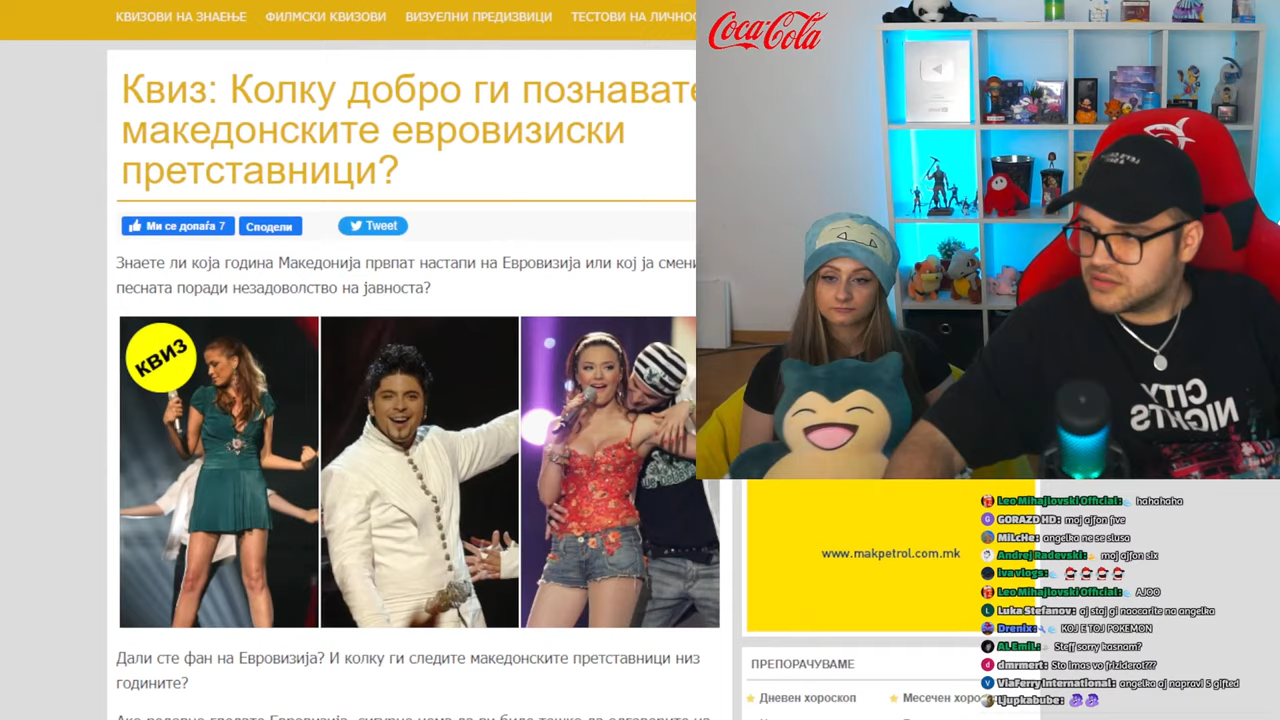 КВИЗОВИ НА ЗНАЕЊЕ ФИЛМСКИ КВИЗОВИ ВИЗУЕЛНИ ПРЕДИЗВИЦИ ТЕСТОВИ НА
Квиз: Колку добро ги познавате
македонските евровизиски
претставници?
Ми се допаѓа 7 Сподели Tweet
Знаете ли која година Македонија првпат настапи на Евровизија или кој ја смени
песната поради незадоволство на јавноста?
КВИЗ
Дали сте фан на Евровизија? И колку ги следите македонските претставници низ
годините?
Coca-Cola
CITY
NIGHTS
www.makpetrol.com.mk
ПРЕПОРАЧУВАМЕ
Дневен хороскоп Месечен
Leo Mihajlovski Official: hahahaha
GORAZD HD: moj ajfon five
MiLcHe: angelka ne se slusa
Andrej Radevski: moj ajfon six
iva vlogs:
Leo Mihajlovski Official: AJOO
Luka Stefanov: aj staj gi naocarite na angelka
Drenix: KOJ E TOJ POKEMON
AL EmiL: Steff sorry kasnam?
dmrmert: Sto imas vo friziderot???
ViaFerry International: angelka aj napravi 5 gifted
Ljupkabube: